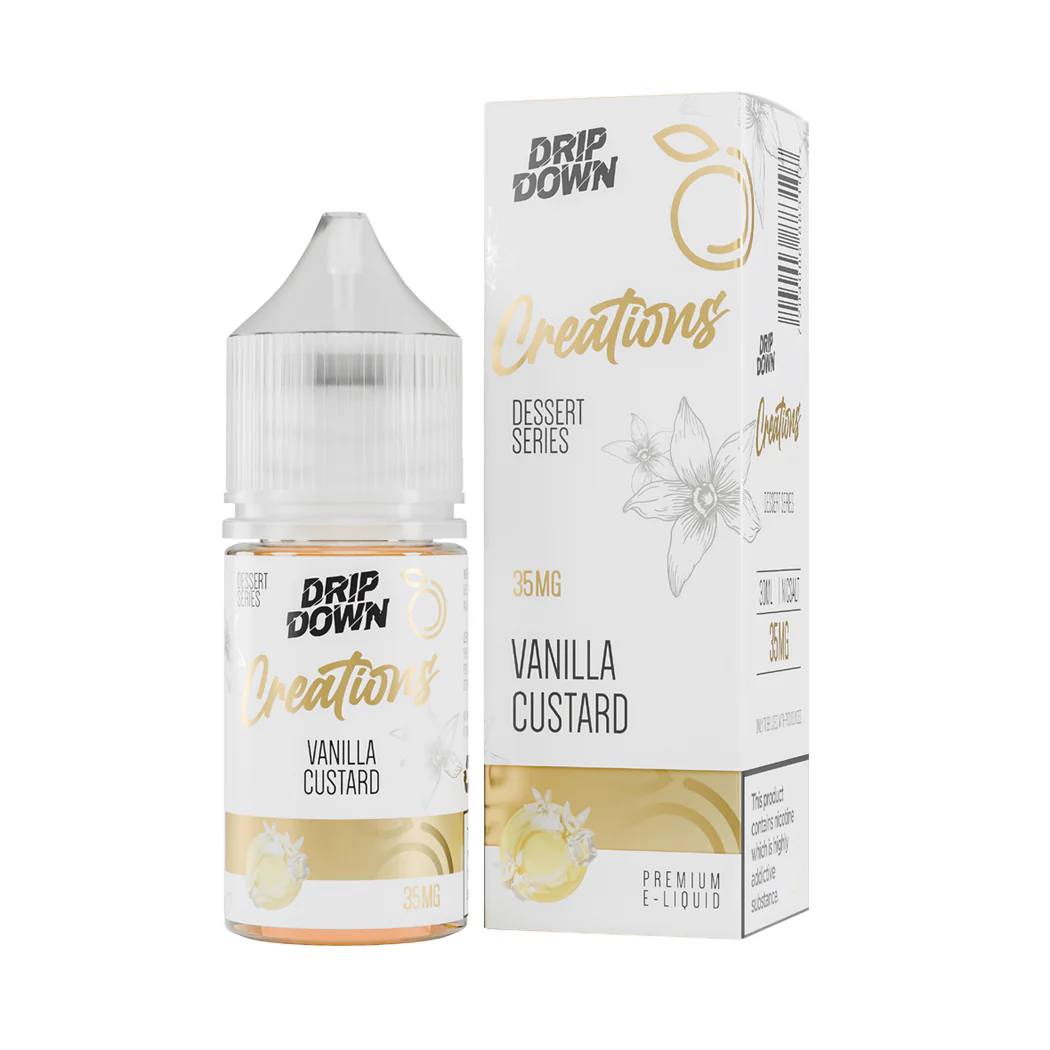 DRIP
DOWN
Creations
DESSERT
SERIES
35MG
VANILLA
CUSTARD
PREMIUM
E-LIQUID
DRIP
DOWN
Creations
DESSERT SERIES
30ML
35MG
This product
contains nicotine
which is highly
addictive
substance.
DESSERT
SERIES
DRIP
DOWN
Creations
VANILLA
CUSTARD
35MG